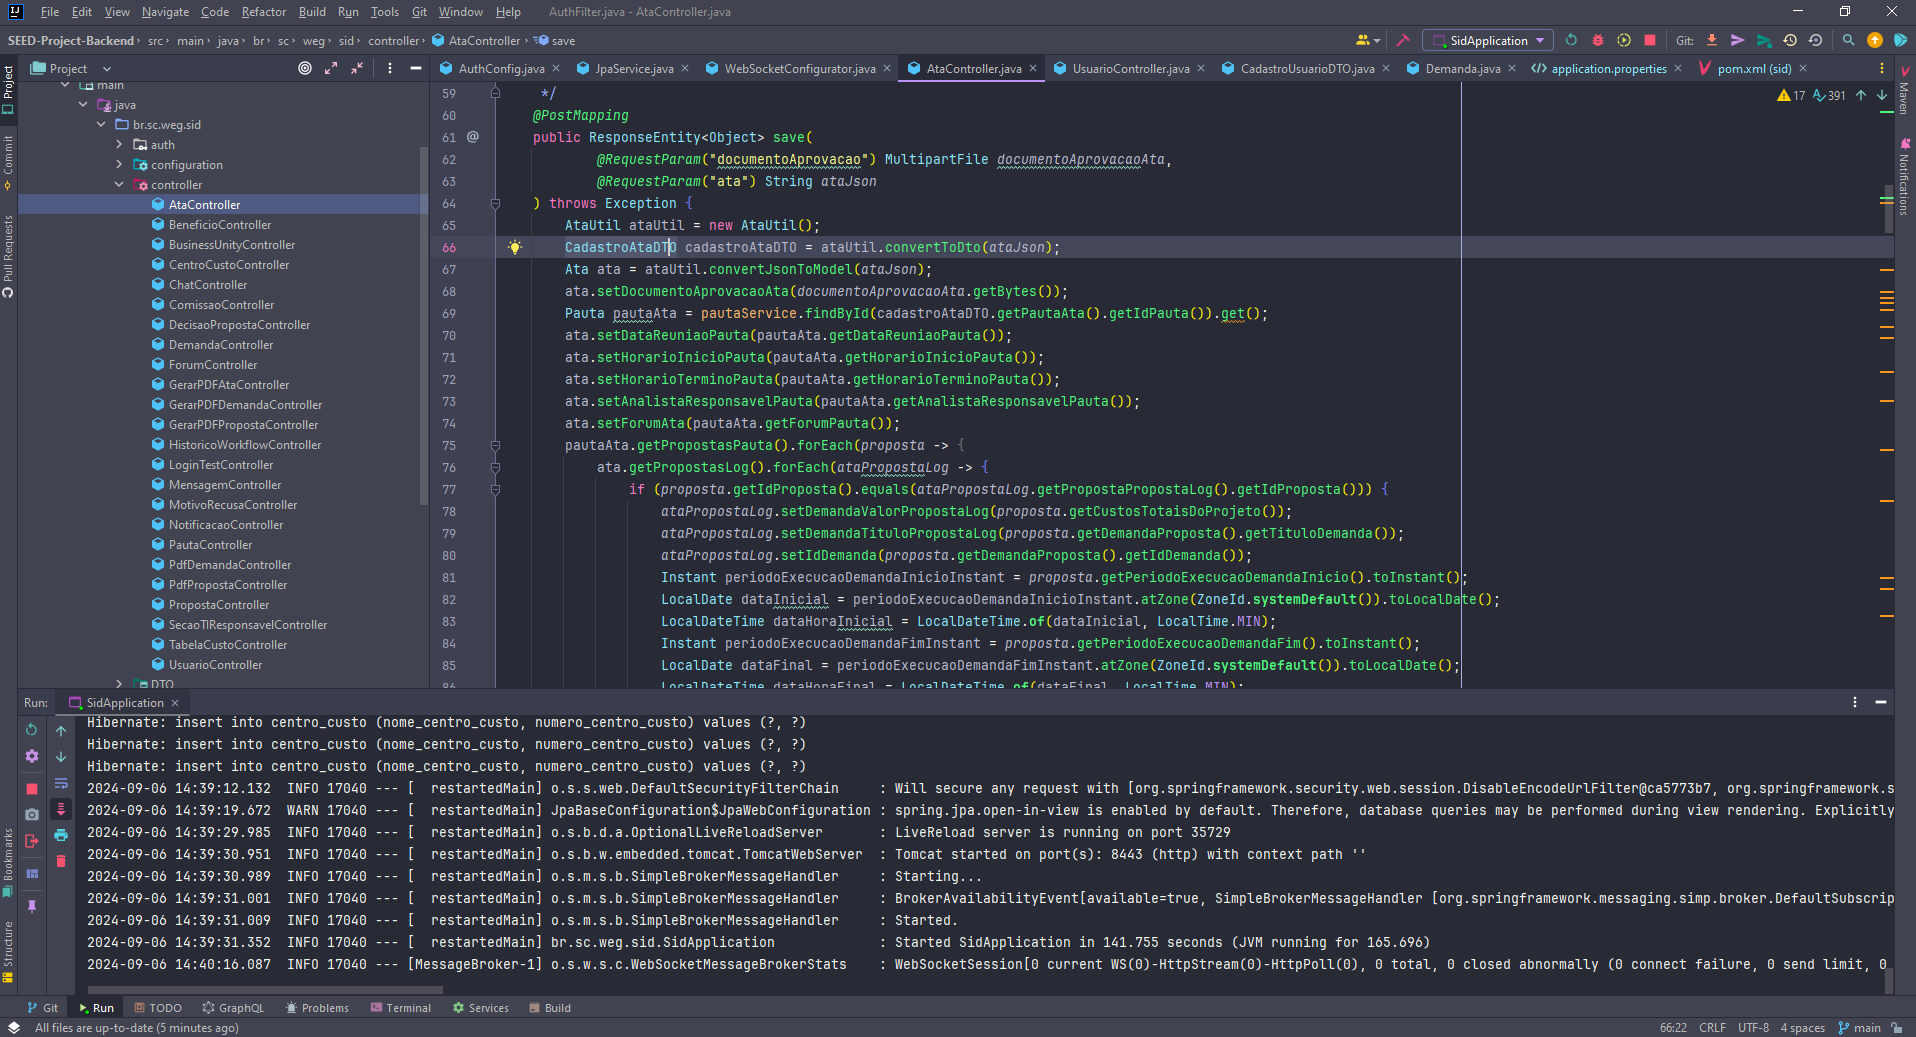 File Edit View Navigate Code Refactor Build Run Tools Git Window Help AuthFilter.java - AtaController.java
SEED-Project-Backend › src › main › java › br › sc › weg › sid › controller › AtaController › save
SidApplication
Git:
Project
AuthConfig.java
JpaService.java
WebSocketConfigurator.java
AtaController.java
UsuarioController.java
CadastroUsuarioDTO.java
Demanda.java
application.properties
pom.xml (sid)
Project
Commit
Pull Requests
Bookmarks
Structure
main
java
br.sc.weg.sid
auth
configuration
controller
AtaController
BeneficioController
BusinessUnityController
CentroCustoController
ChatController
ComissaoController
DecisaoPropostaController
DemandaController
ForumController
GerarPDFAtaController
GerarPDFDemandaController
GerarPDFPropostaController
HistoricoWorkflowController
LoginTestController
MensagemController
MotivoRecusaController
NotificacaoController
PautaController
PdfDemandaController
PdfPropostaController
PropostaController
SecaoTIResponsavelController
TabelaCustoController
UsuarioController
DTO
17 391
Maven
Notifications
59 */
60 @PostMapping
61 @ public ResponseEntity<Object> save(
62 @RequestParam("documentoAprovacao") MultipartFile documentoAprovacaoAta,
63 @RequestParam("ata") String ataJson
64 ) throws Exception {
65 AtaUtil ataUtil = new AtaUtil();
66 CadastroAtaDTO cadastroAtaDTO = ataUtil.convertToDto(ataJson);
67 Ata ata = ataUtil.convertJsonToModel(ataJson);
68 ata.setDocumentoAprovacaoAta(documentoAprovacaoAta.getBytes());
69 Pauta pautaAta = pautaService.findById(cadastroAtaDTO.getPautaAta().getIdPauta()).get();
70 ata.setDataReuniaoPauta(pautaAta.getDataReuniaoPauta());
71 ata.setHorarioInicioPauta(pautaAta.getHorarioInicioPauta());
72 ata.setHorarioTerminoPauta(pautaAta.getHorarioTerminoPauta());
73 ata.setAnalistaResponsavelPauta(pautaAta.getAnalistaResponsavelPauta());
74 ata.setForumAta(pautaAta.getForumPauta());
75 pautaAta.getPropostasPauta().forEach(proposta -> {
76 ata.getPropostasLog().forEach(ataPropostaLog -> {
77 if (proposta.getIdProposta().equals(ataPropostaLog.getPropostaPropostaLog().getIdProposta())) {
78 ataPropostaLog.setDemandaValorPropostaLog(proposta.getCustosTotaisDoProjeto());
79 ataPropostaLog.setDemandaTituloPropostaLog(proposta.getDemandaProposta().getTituloDemanda());
80 ataPropostaLog.setIdDemanda(proposta.getDemandaProposta().getIdDemanda());
81 Instant periodoExecucaoDemandaInicioInstant = proposta.getPeriodoExecucaoDemandaInicio().toInstant();
82 LocalDate dataInicial = periodoExecucaoDemandaInicioInstant.atZone(ZoneId.systemDefault()).toLocalDate();
83 LocalDateTime dataHoraInicial = LocalDateTime.of(dataInicial, LocalTime.MIN);
84 Instant periodoExecucaoDemandaFimInstant = proposta.getPeriodoExecucaoDemandaFim().toInstant();
85 LocalDate dataFinal = periodoExecucaoDemandaFimInstant.atZone(ZoneId.systemDefault()).toLocalDate();
86 LocalDateTime dataHoraFinal = LocalDateTime.of(dataFinal, LocalTime.MIN);
Run: SidApplication
Hibernate: insert into centro_custo (nome_centro_custo, numero_centro_custo) values (?, ?)
Hibernate: insert into centro_custo (nome_centro_custo, numero_centro_custo) values (?, ?)
Hibernate: insert into centro_custo (nome_centro_custo, numero_centro_custo) values (?, ?)
2024-09-06 14:39:12.132 INFO 17040 --- [ restartedMain] o.s.s.web.DefaultSecurityFilterChain : Will secure any request with [org.springframework.security.web.session.DisableEncodeUrlFilter@ca5773b7, org.springframework.s
2024-09-06 14:39:19.672 WARN 17040 --- [ restartedMain] JpaBaseConfiguration$JpaWebConfiguration : spring.jpa.open-in-view is enabled by default. Therefore, database queries may be performed during view rendering. Explicitly
2024-09-06 14:39:29.985 INFO 17040 --- [ restartedMain] o.s.b.d.a.OptionalLiveReloadServer : LiveReload server is running on port 35729
2024-09-06 14:39:30.951 INFO 17040 --- [ restartedMain] o.s.b.w.embedded.tomcat.TomcatWebServer : Tomcat started on port(s): 8443 (http) with context path ''
2024-09-06 14:39:30.989 INFO 17040 --- [ restartedMain] o.s.m.s.b.SimpleBrokerMessageHandler : Starting...
2024-09-06 14:39:31.001 INFO 17040 --- [ restartedMain] o.s.m.s.b.SimpleBrokerMessageHandler : BrokerAvailabilityEvent[available=true, SimpleBrokerMessageHandler [org.springframework.messaging.simp.broker.DefaultSubscrip
2024-09-06 14:39:31.009 INFO 17040 --- [ restartedMain] o.s.m.s.b.SimpleBrokerMessageHandler : Started.
2024-09-06 14:39:31.352 INFO 17040 --- [ restartedMain] br.sc.weg.sid.SidApplication : Started SidApplication in 141.755 seconds (JVM running for 165.696)
2024-09-06 14:40:16.087 INFO 17040 --- [MessageBroker-1] o.s.w.s.c.WebSocketMessageBrokerStats : WebSocketSession[0 current WS(0)-HttpStream(0)-HttpPoll(0), 0 total, 0 closed abnormally (0 connect failure, 0 send limit, 0
Git Run TODO GraphQL Problems Terminal Services Build
All files are up-to-date (5 minutes ago)
66:22 CRLF UTF-8 4 spaces main